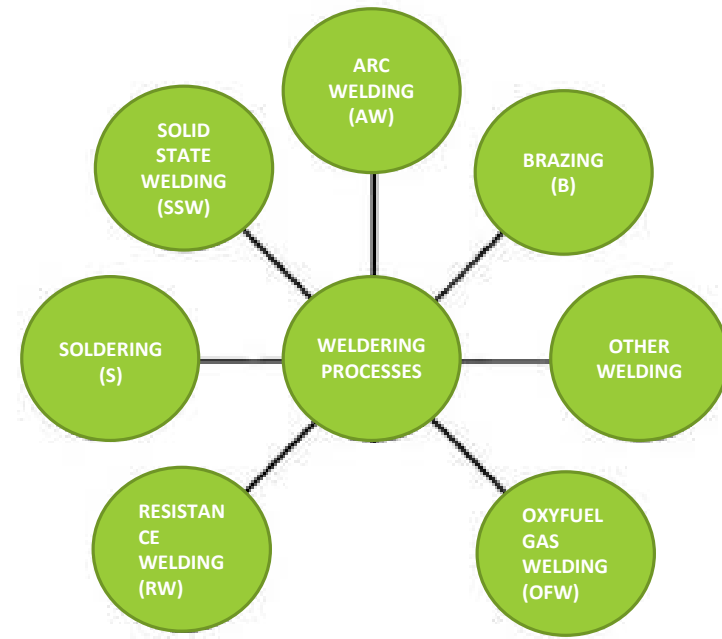 ARC
WELDING
(AW)
SOLID
STATE
WELDING
(SSW)
BRAZING
(B)
SOLDERING
(S)
WELDERING
PROCESSES
OTHER
WELDING
RESISTAN
CE
WELDING
(RW)
OXYFUEL
GAS
WELDING
(OFW)